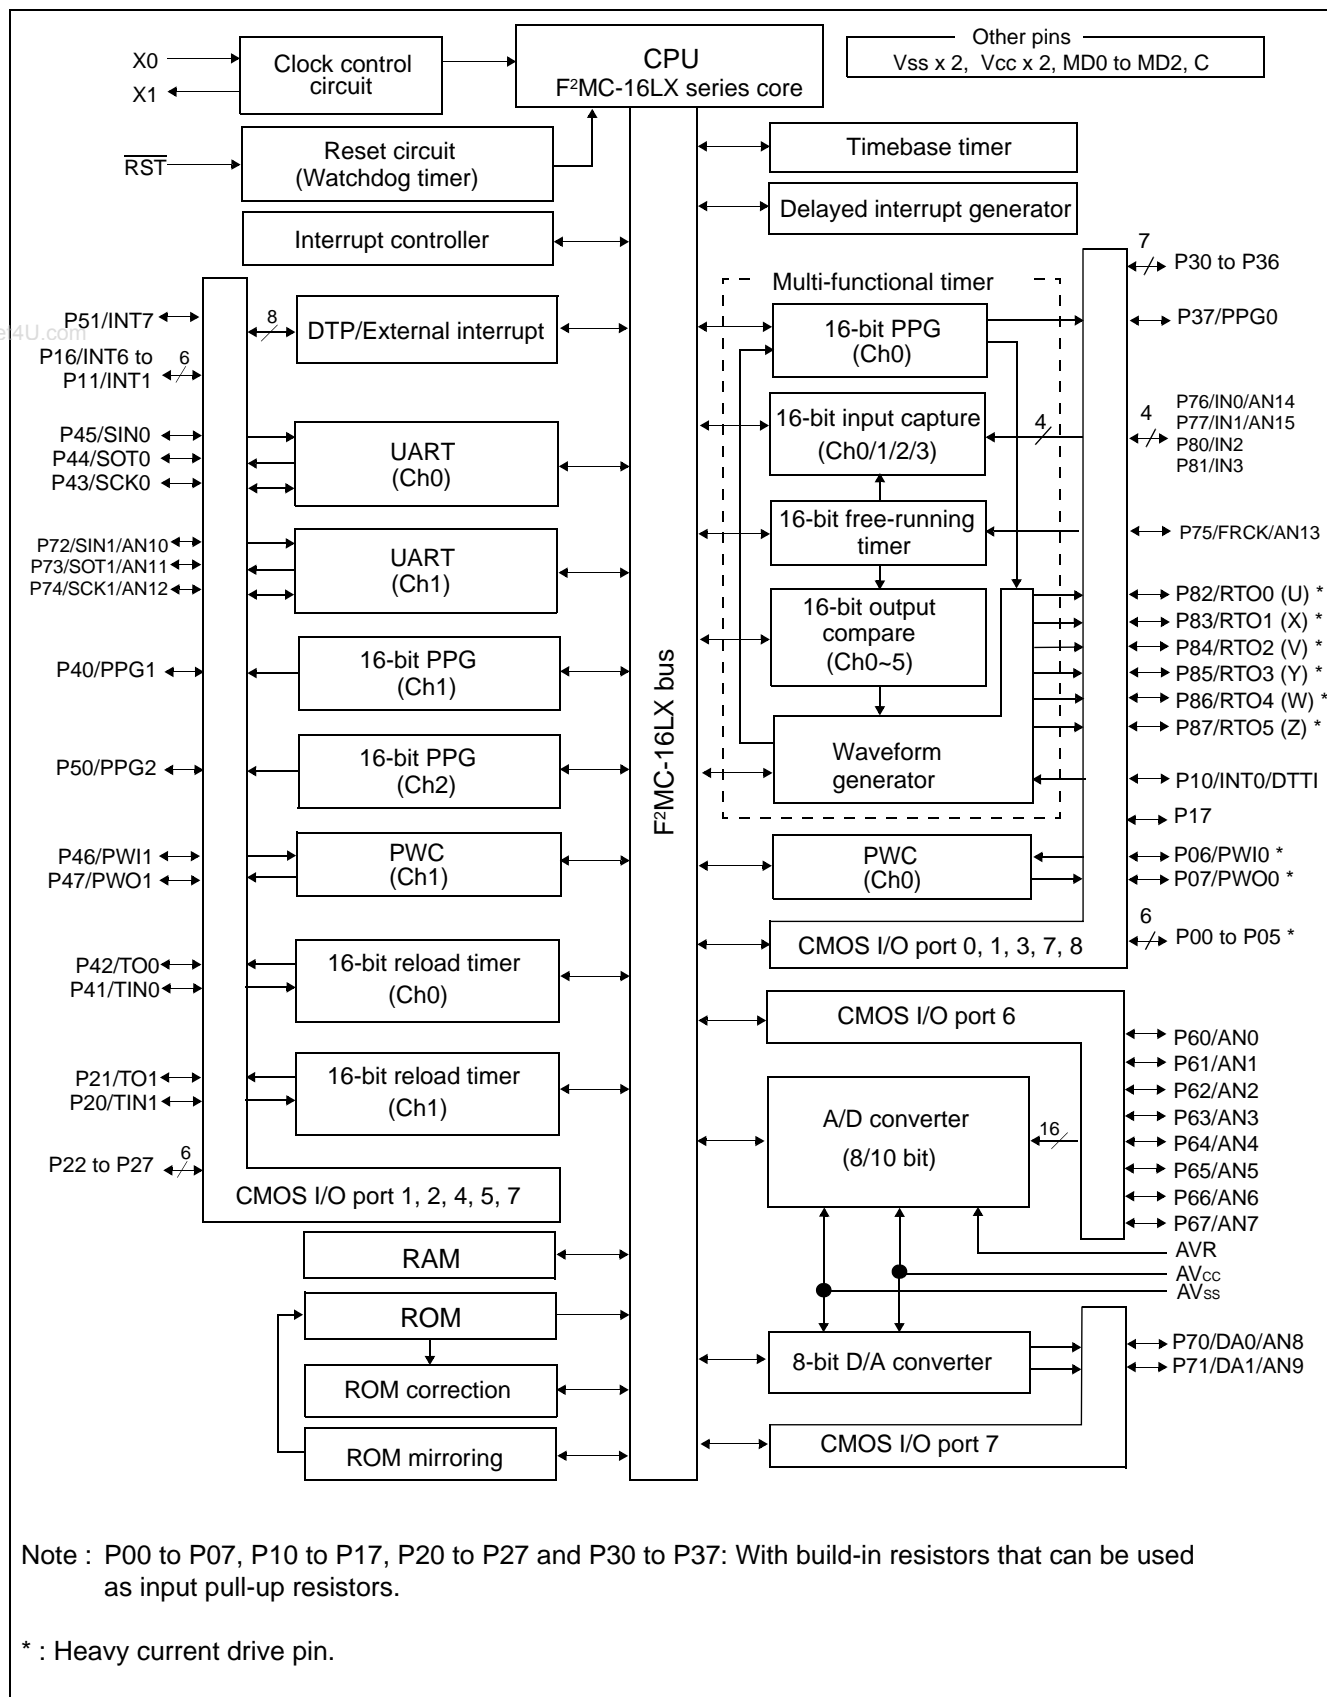 X0
X1
Clock control
circuit
CPU
F²MC-16LX series core
Other pins
Vss x 2, Vcc x 2, MD0 to MD2, C
RST
Reset circuit
(Watchdog timer)
Timebase timer
Delayed interrupt generator
Interrupt controller
F²MC-16LX bus
P51/INT7
8
DTP/External interrupt
P16/INT6 to
P11/INT1
6
P45/SIN0
P44/SOT0
P43/SCK0
UART
(Ch0)
P72/SIN1/AN10
P73/SOT1/AN11
P74/SCK1/AN12
UART
(Ch1)
P40/PPG1
16-bit PPG
(Ch1)
P50/PPG2
16-bit PPG
(Ch2)
P46/PWI1
P47/PWO1
PWC
(Ch1)
P42/TO0
P41/TIN0
16-bit reload timer
(Ch0)
P21/TO1
P20/TIN1
16-bit reload timer
(Ch1)
P22 to P27
6
CMOS I/O port 1, 2, 4, 5, 7
RAM
ROM
ROM correction
ROM mirroring
Multi-functional timer
16-bit PPG
(Ch0)
16-bit input capture
(Ch0/1/2/3)
4
16-bit free-running
timer
16-bit output
compare
(Ch0~5)
Waveform
generator
PWC
(Ch0)
CMOS I/O port 0, 1, 3, 7, 8
7
P30 to P36
P37/PPG0
4
P76/IN0/AN14
P77/IN1/AN15
P80/IN2
P81/IN3
P75/FRCK/AN13
P82/RTO0 (U) *
P83/RTO1 (X) *
P84/RTO2 (V) *
P85/RTO3 (Y) *
P86/RTO4 (W) *
P87/RTO5 (Z) *
P10/INT0/DTTI
P17
P06/PWI0 *
P07/PWO0 *
6
P00 to P05 *
CMOS I/O port 6
A/D converter
(8/10 bit)
16
P60/AN0
P61/AN1
P62/AN2
P63/AN3
P64/AN4
P65/AN5
P66/AN6
P67/AN7
AVR
AVCC
AVSS
8-bit D/A converter
P70/DA0/AN8
P71/DA1/AN9
CMOS I/O port 7
Note : P00 to P07, P10 to P17, P20 to P27 and P30 to P37: With build-in resistors that can be used
as input pull-up resistors.
* : Heavy current drive pin.